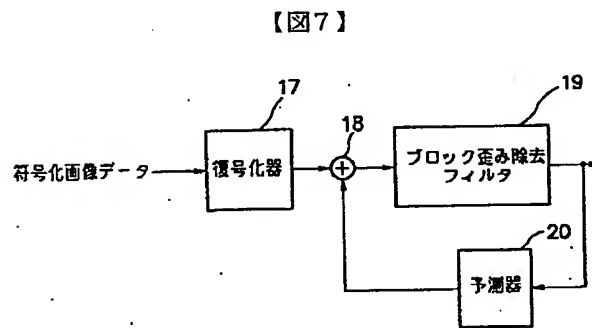 【図7】
17
18
19
符号化画像データ
復号化器
ブロック歪み除去
フィルタ
20
予測器